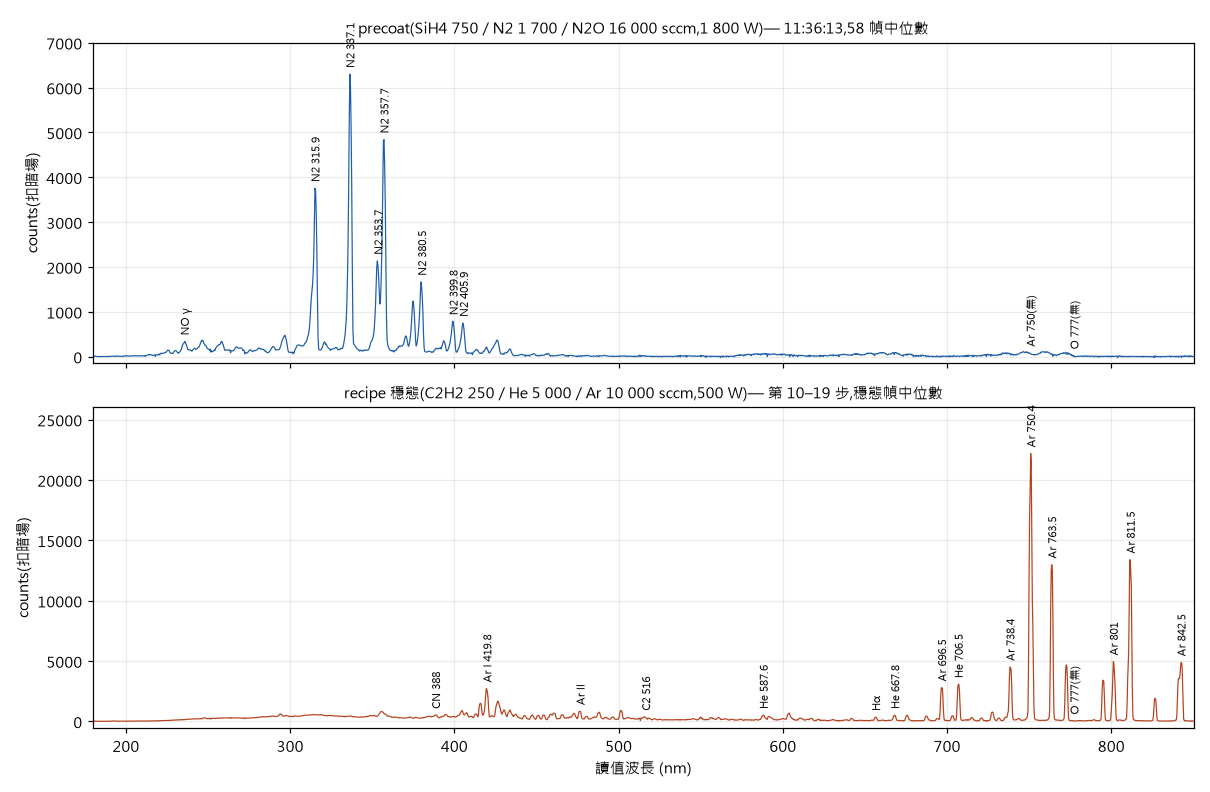 precoat(SiH4 750 / N2 1 700 / N2O 16 000 sccm,1 800 W)— 11:36:13,58 幀中位數
counts(扣暗場)
7000
6000
5000
4000
3000
2000
1000
0
NO γ
N2 315.9
N2 337.1
N2 353.7
N2 357.7
N2 380.5
N2 399.8
N2 405.9
Ar 750(無)
O 777(無)
recipe 穩態(C2H2 250 / He 5 000 / Ar 10 000 sccm,500 W)— 第 10–19 步,穩態幀中位數
counts(扣暗場)
25000
20000
15000
10000
5000
0
CN 388
Ar I 419.8
Ar II
C2 516
He 587.6
Hα
He 667.8
Ar 696.5
He 706.5
Ar 738.4
Ar 750.4
Ar 763.5
O 777(無)
Ar 801
Ar 811.5
Ar 842.5
200 300 400 500 600 700 800
讀值波長 (nm)